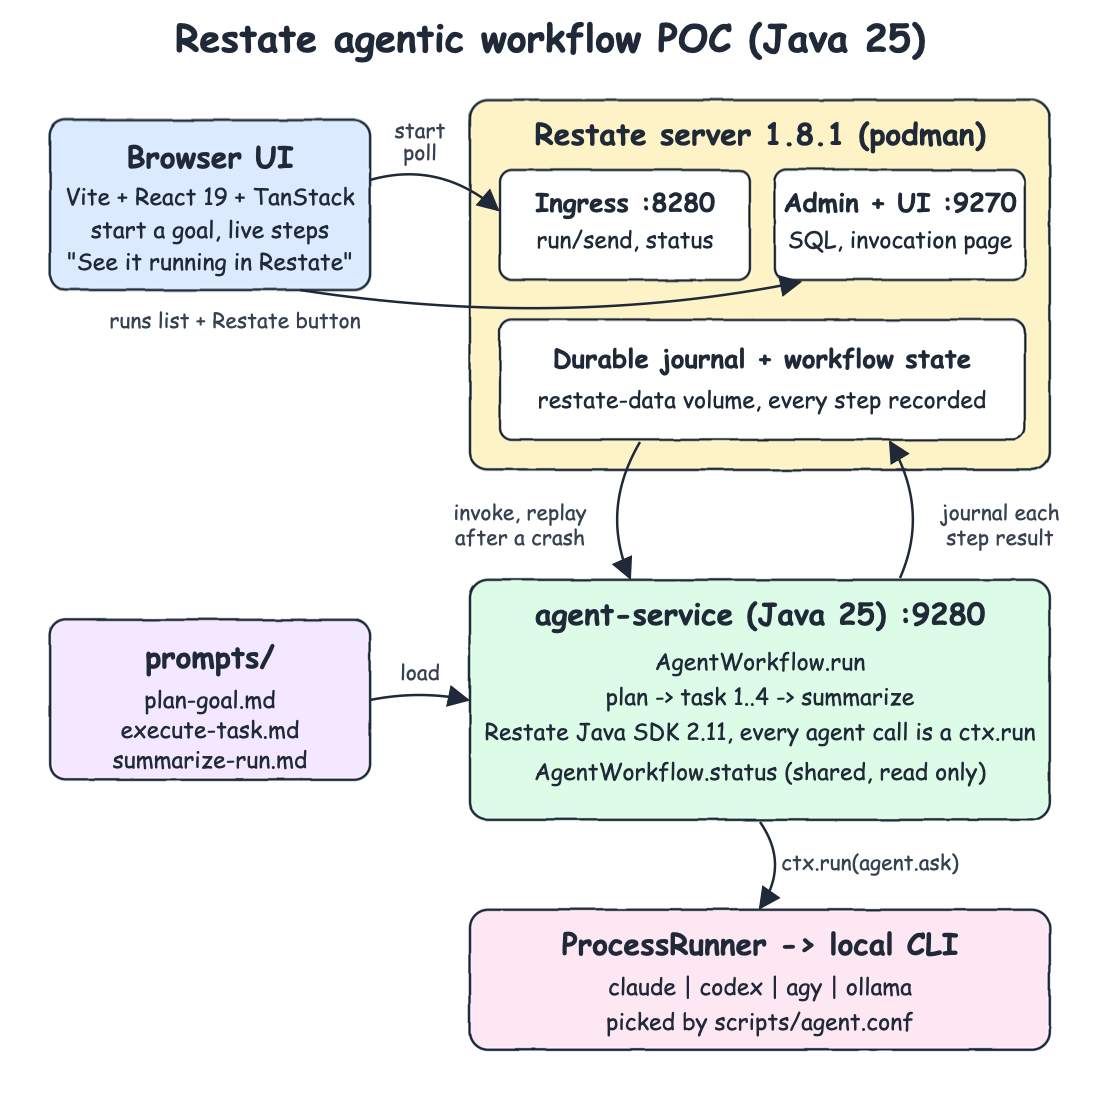 Restate agentic workflow POC (Java 25)
Browser UI
Vite + React 19 + TanStack
start a goal, live steps
"See it running in Restate"
start
poll
Restate server 1.8.1 (podman)
Ingress :8280
run/send, status
Admin + UI :9270
SQL, invocation page
runs list + Restate button
Durable journal + workflow state
restate-data volume, every step recorded
invoke, replay
after a crash
journal each
step result
prompts/
plan-goal.md
execute-task.md
summarize-run.md
load
agent-service (Java 25) :9280
AgentWorkflow.run
plan -> task 1..4 -> summarize
Restate Java SDK 2.11, every agent call is a ctx.run
AgentWorkflow.status (shared, read only)
ctx.run(agent.ask)
ProcessRunner -> local CLI
claude | codex | agy | ollama
picked by scripts/agent.conf